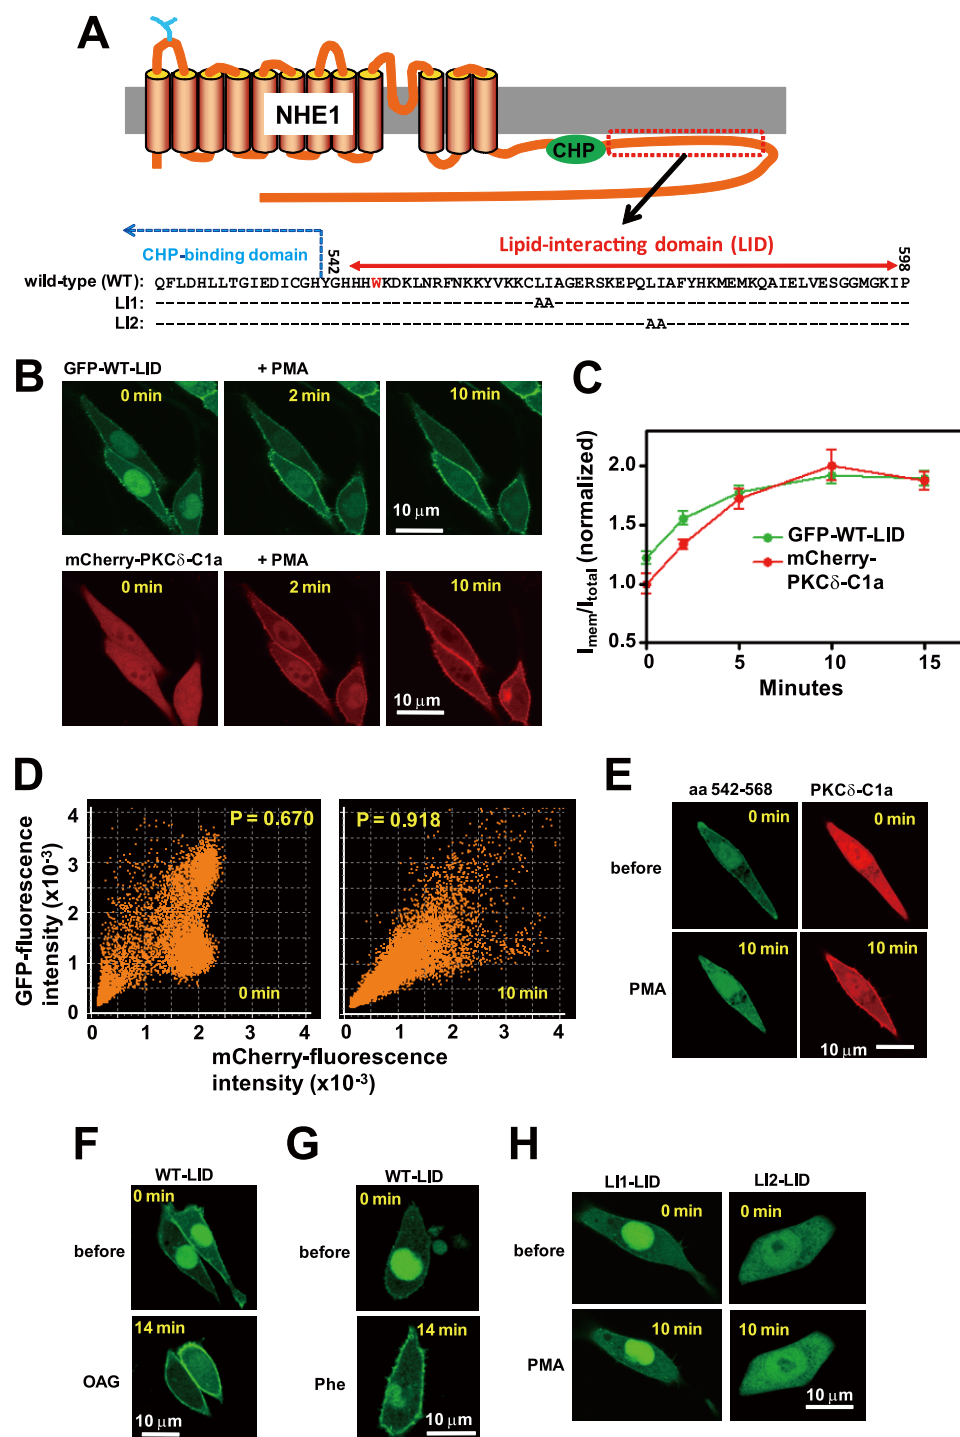 A
NHE1
CHP
CHP-binding domain
542
Lipid-interacting domain (LID)
598
wild-type (WT): QFLDHLLTGIEDICGHYGHHHWKDKLNRFNKKYVKKCLIAGERSKEPQLIAFYHKMEMKQAIELVESGGMGKIP
LI1: AA
LI2: AA
B
GFP-WT-LID + PMA
0 min 2 min 10 min
10 μm
mCherry-PKCδ-C1a + PMA
0 min 2 min 10 min
10 μm
C
Imem/Itotal (normalized)
2.0
1.5
1.0
0.5
GFP-WT-LID
mCherry-
PKCδ-C1a
0 5 10 15
Minutes
D
GFP-fluorescence
intensity (x10-3)
4
3
2
1
0
P = 0.670
0 min
P = 0.918
10 min
0 1 2 3 4
0 1 2 3 4
mCherry-fluorescence
intensity (x10-3)
E
aa 542-568 PKCδ-C1a
before
0 min 0 min
PMA
10 min 10 min
10 μm
F
WT-LID
before
0 min
OAG
14 min
10 μm
G
WT-LID
before
0 min
Phe
14 min
10 μm
H
LI1-LID LI2-LID
before
0 min 0 min
PMA
10 min 10 min
10 μm